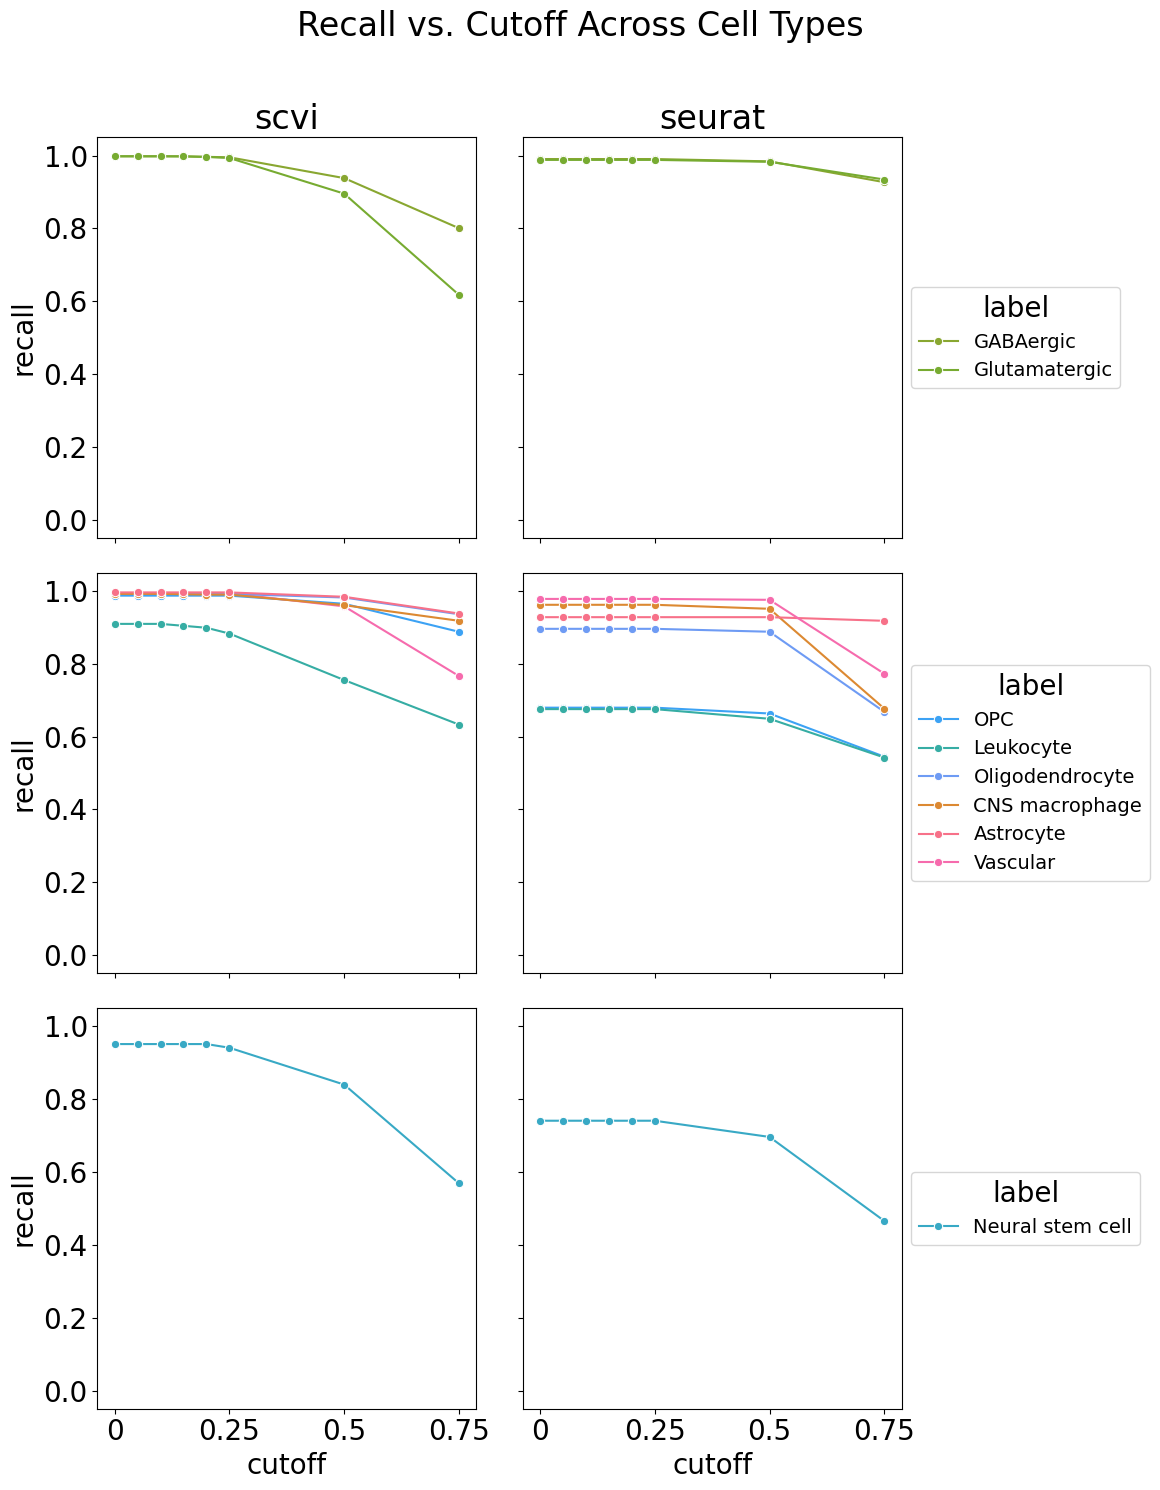 Recall vs. Cutoff Across Cell Types
scvi
seurat
1.0
0.8
0.6
0.4
0.2
0.0
recall
label
GABAergic
Glutamatergic
1.0
0.8
0.6
0.4
0.2
0.0
recall
label
OPC
Leukocyte
Oligodendrocyte
CNS macrophage
Astrocyte
Vascular
1.0
0.8
0.6
0.4
0.2
0.0
recall
label
Neural stem cell
0 0.25 0.5 0.75
cutoff
0 0.25 0.5 0.75
cutoff